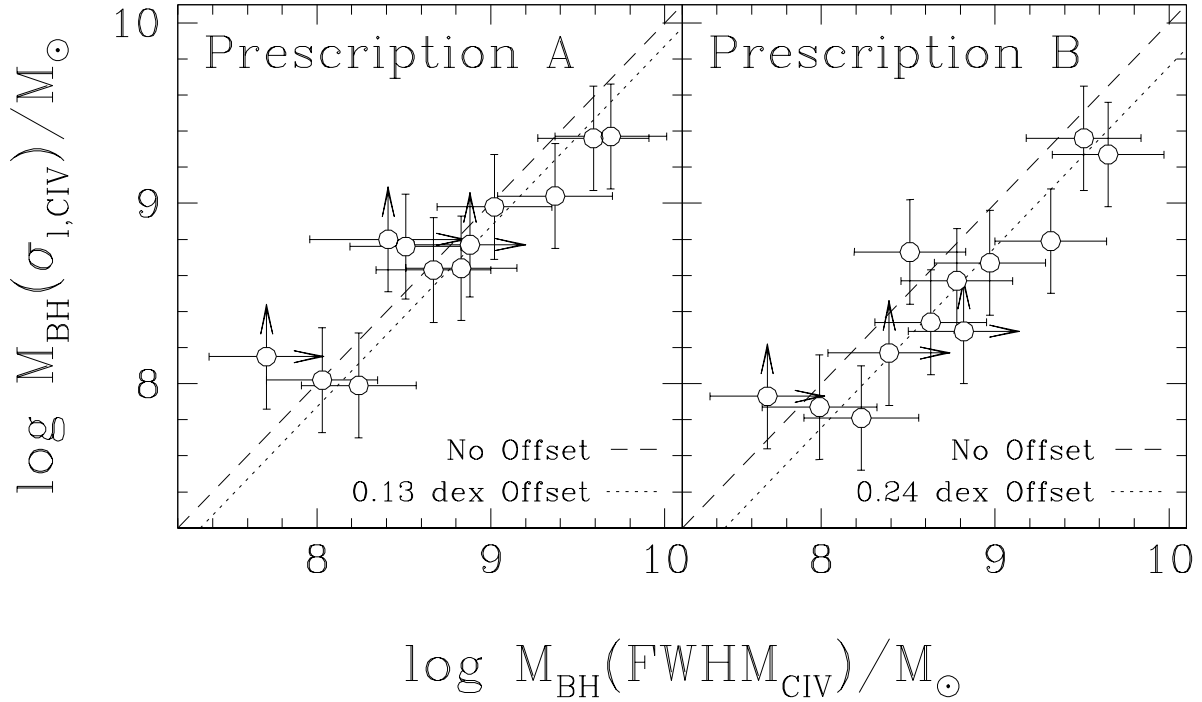 log M_BH(σ_l,CIV)/M_⊙
10
9
8
Prescription A
Prescription B
No Offset
0.13 dex Offset
No Offset
0.24 dex Offset
8 9 10 8 9 10
log M_BH(FWHM_CIV)/M_⊙